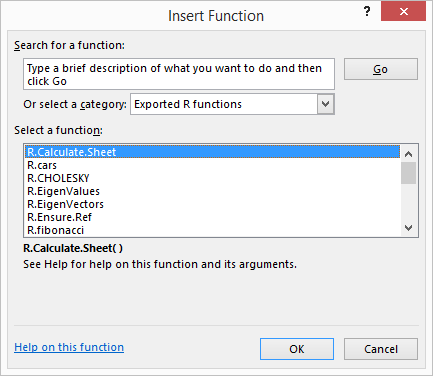 Insert Function
? ×
Search for a function:
Type a brief description of what you want to do and then
click Go
Go
Or select a category: Exported R functions
Select a function:
R.Calculate.Sheet
R.cars
R.CHOLESKY
R.EigenValues
R.EigenVectors
R.Ensure.Ref
R.fibonacci
R.Calculate.Sheet( )
See Help for help on this function and its arguments.
Help on this function
OK
Cancel